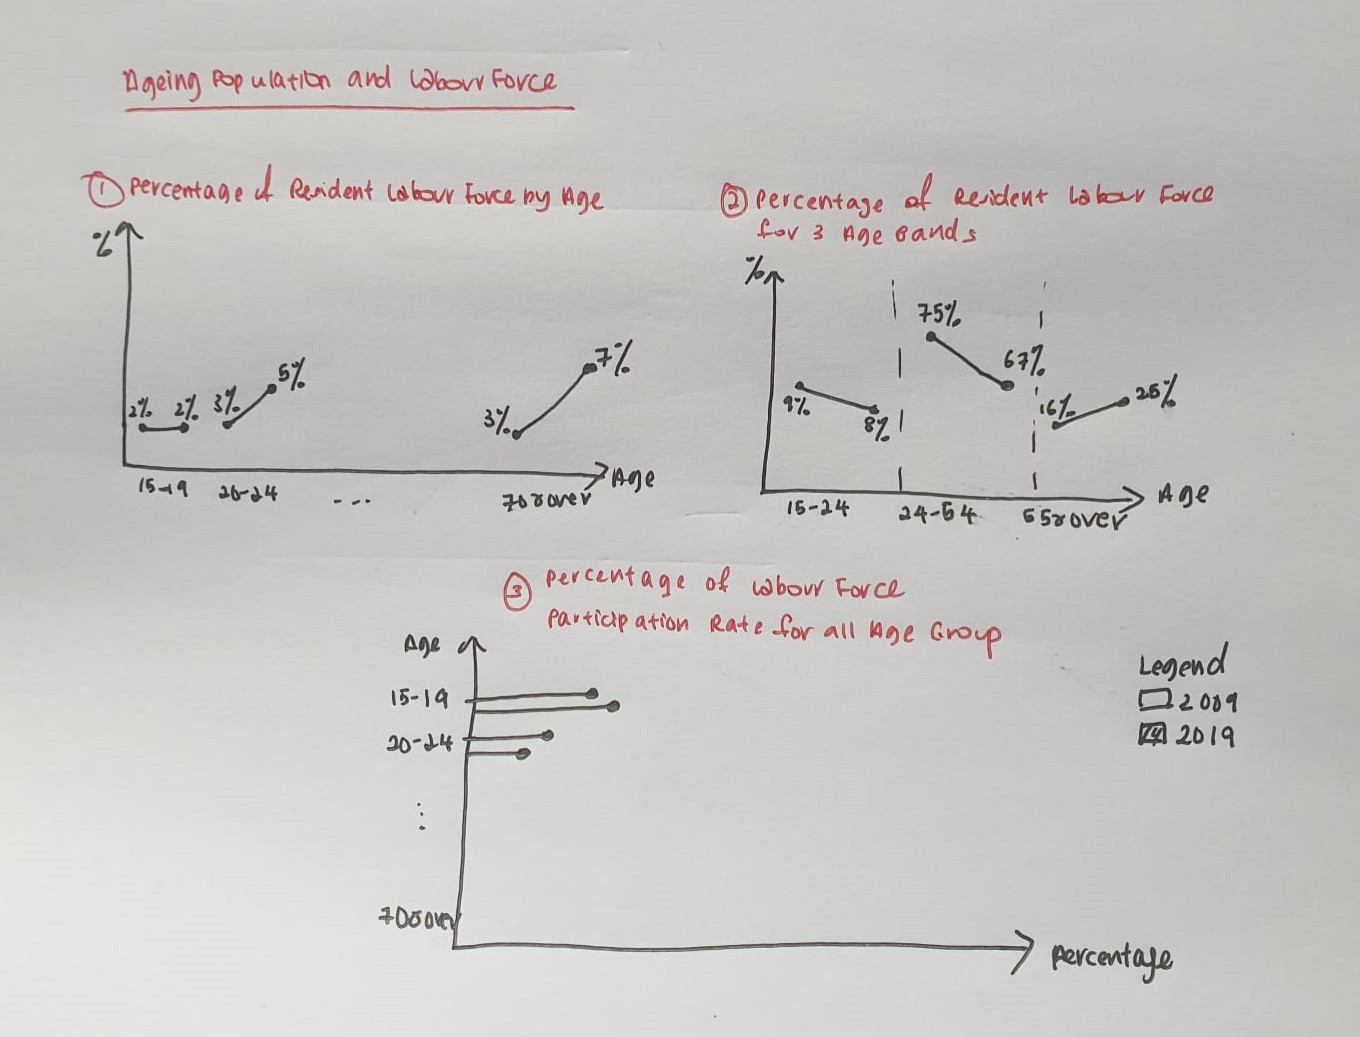 Ageing Population and Labour Force
① Percentage of Resident Labour Force by Age
%
2% 2% 3% 5%
3% 7%
15-19 20-24 ... 70 & over Age
② Percentage of Resident Labour Force
for 3 Age Bands
%
9% 8%
75% 67%
16% 25%
15-24 24-54 55 & over Age
③ Percentage of Labour Force
Participation Rate for all Age Group
Age
15-19
20-24
...
70 & over
Percentage
Legend
2009
2019